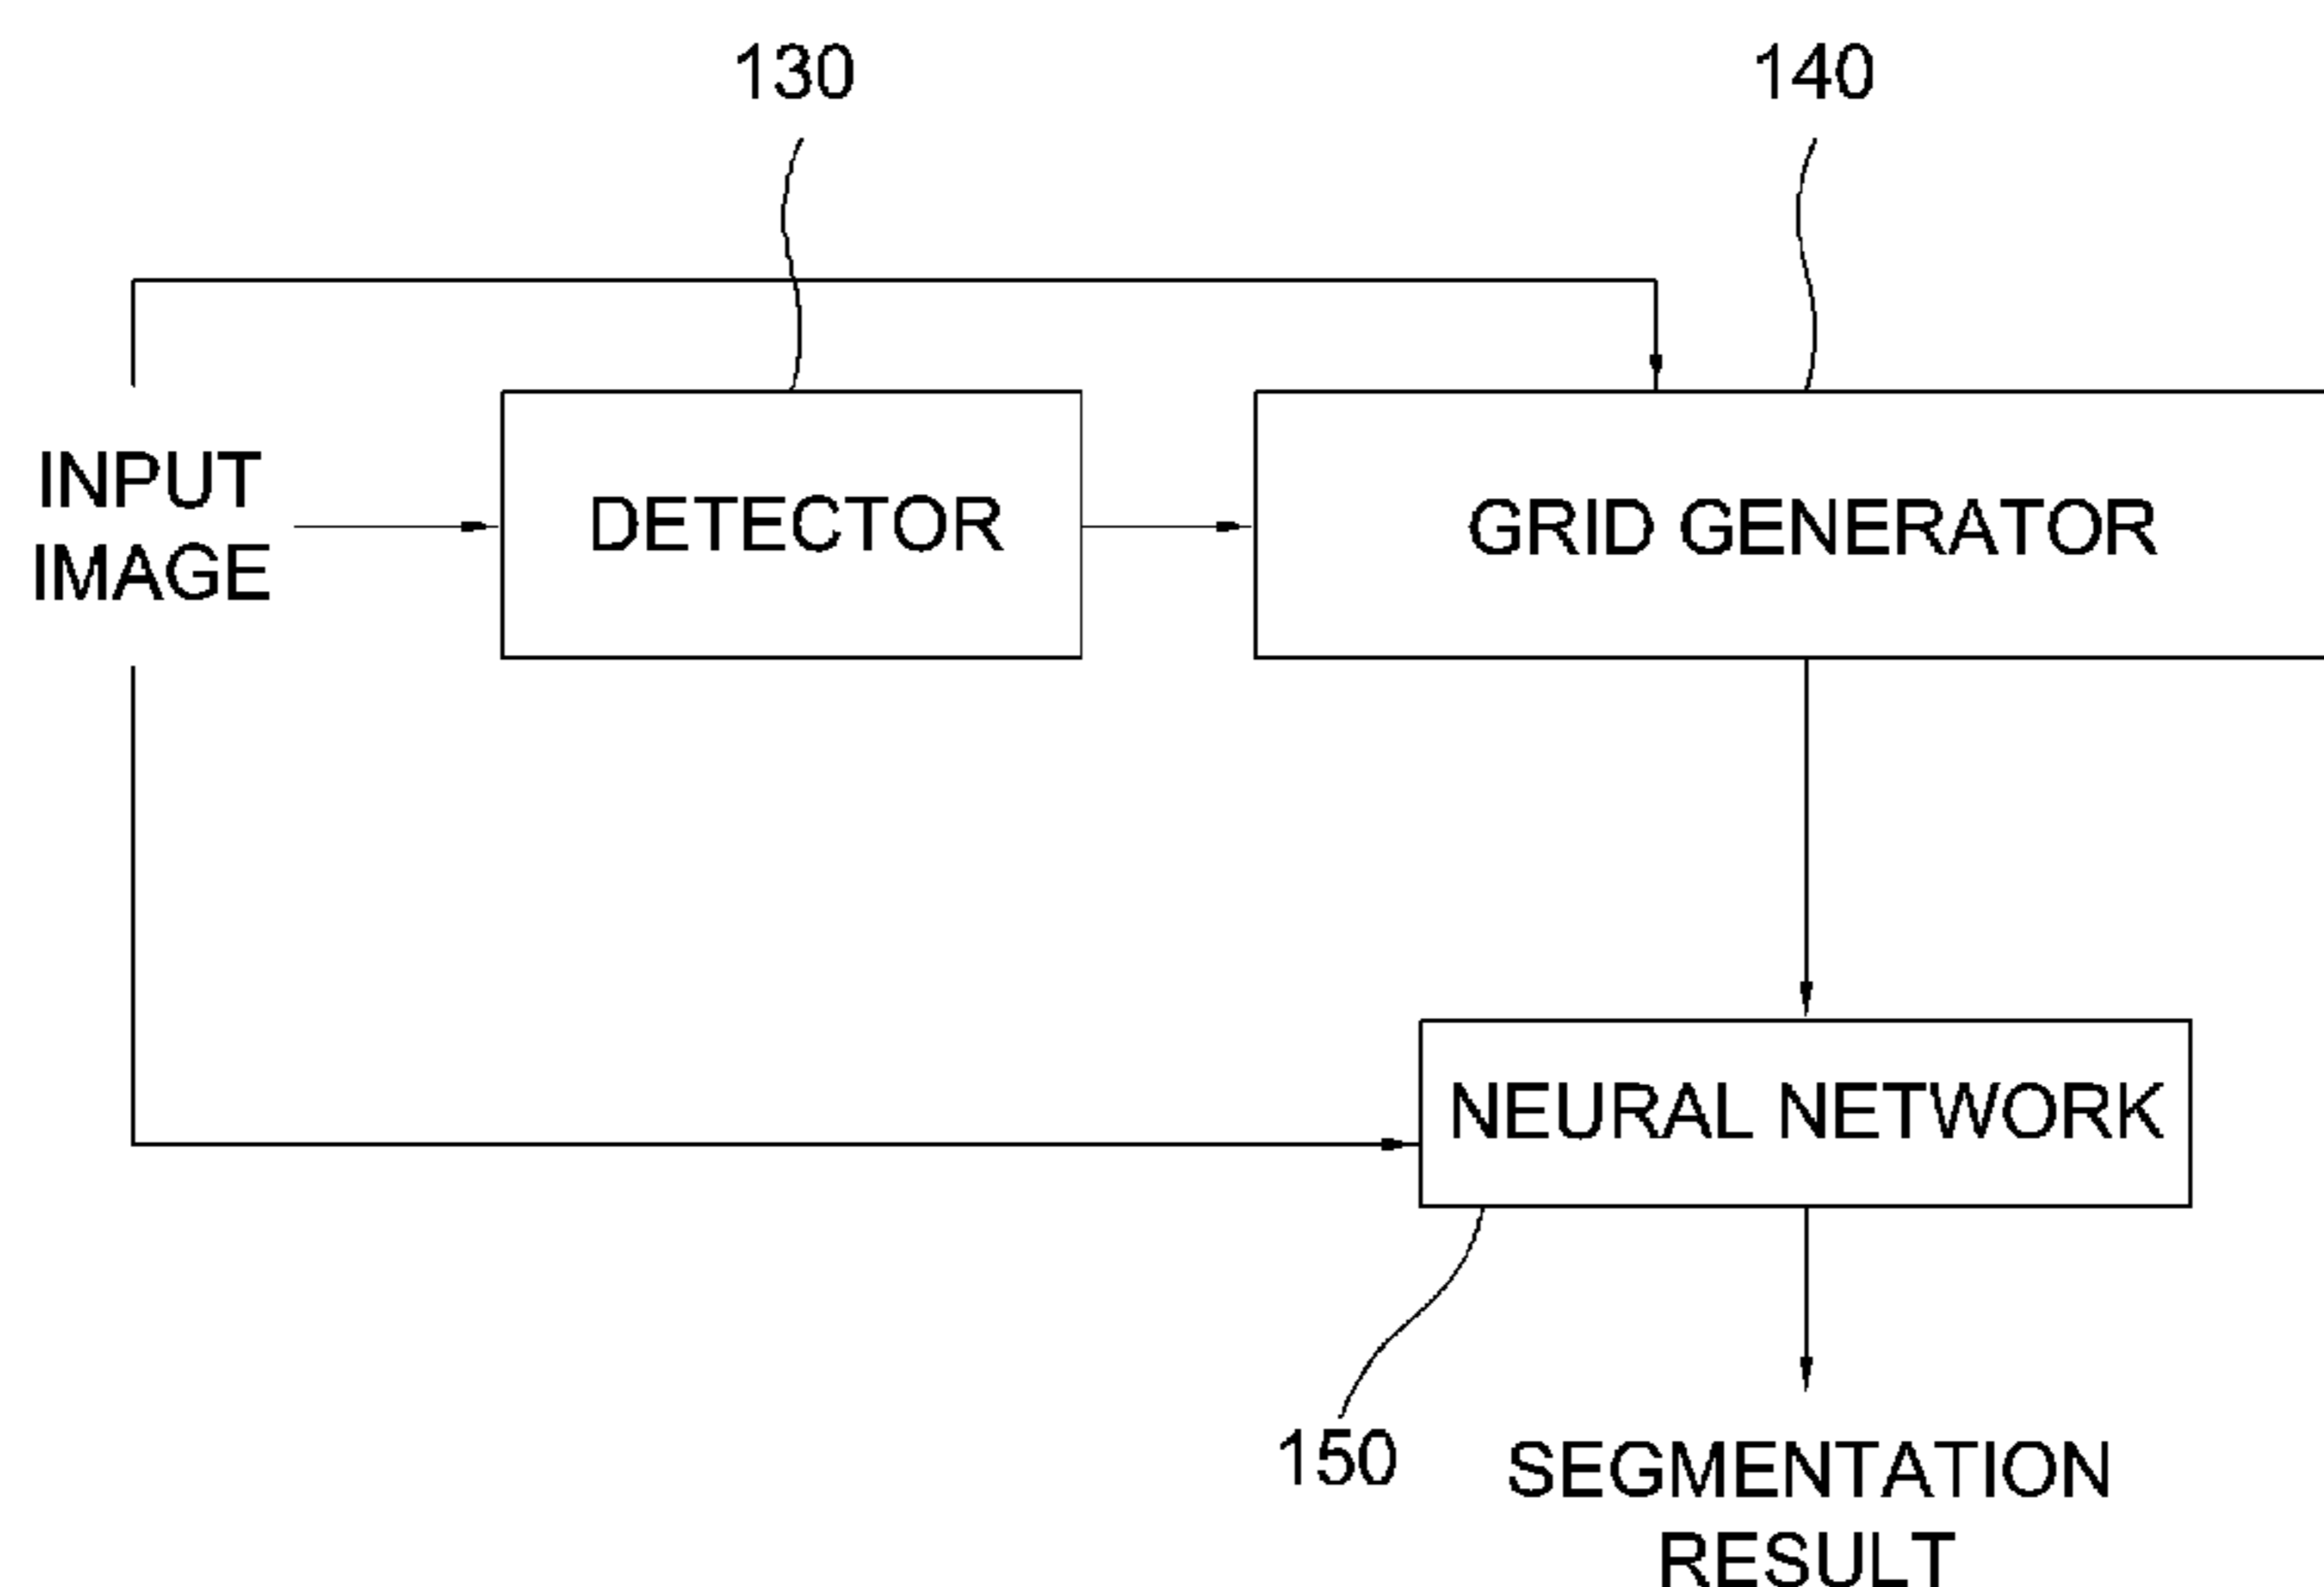 130
140
INPUT
IMAGE
DETECTOR
GRID GENERATOR
NEURAL NETWORK
150
SEGMENTATION
RESULT